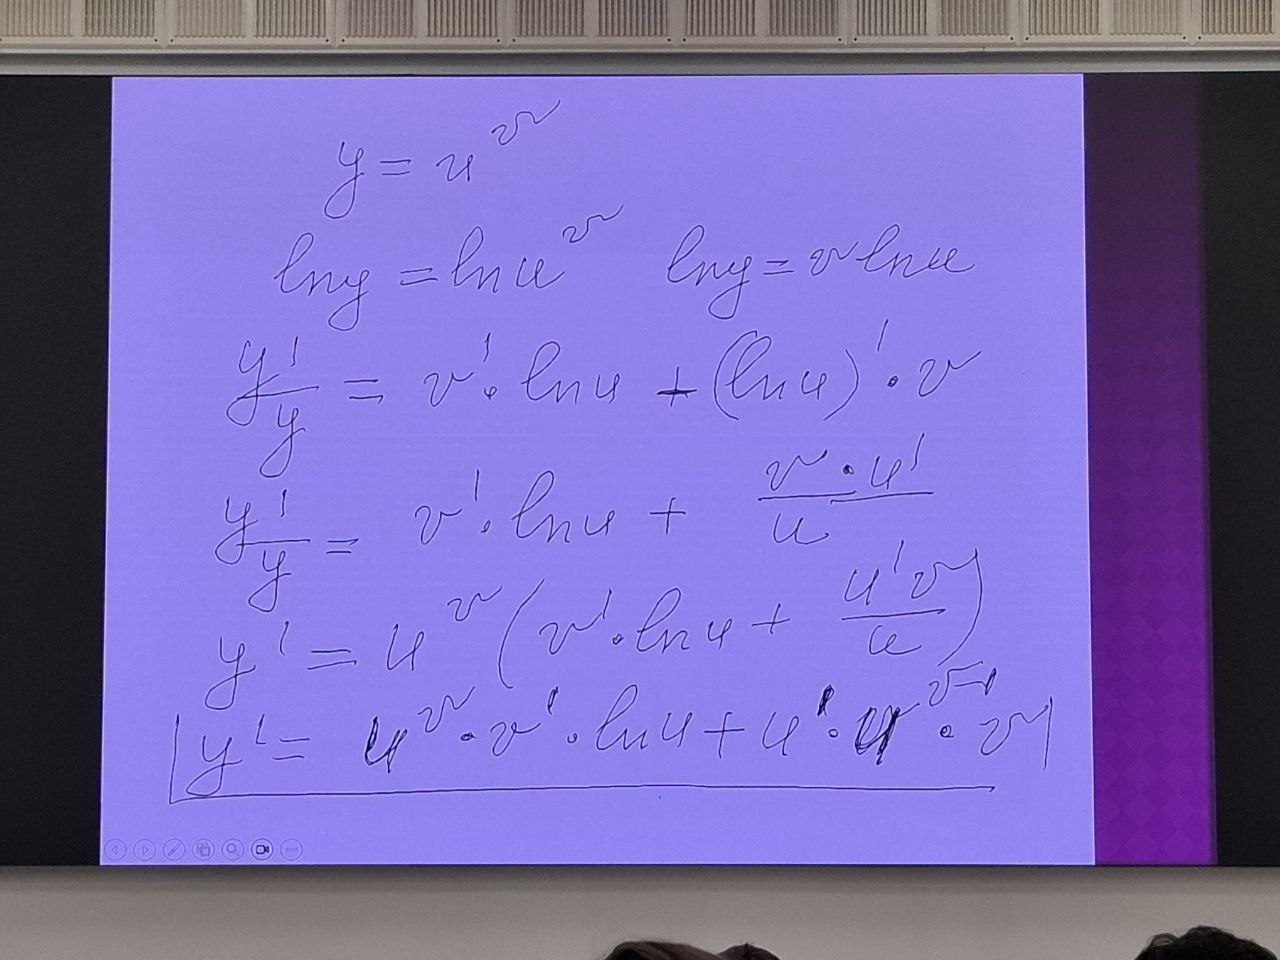 y = u^v
ln y = ln u^v ln y = v ln u
y'/y = v' · ln u + (ln u)' · v
y'/y = v' · ln u + v · u'/u
y' = u^v (v' · ln u + u'v/u)
y' = u^v · v' · ln u + u' · u^(v-1) · v